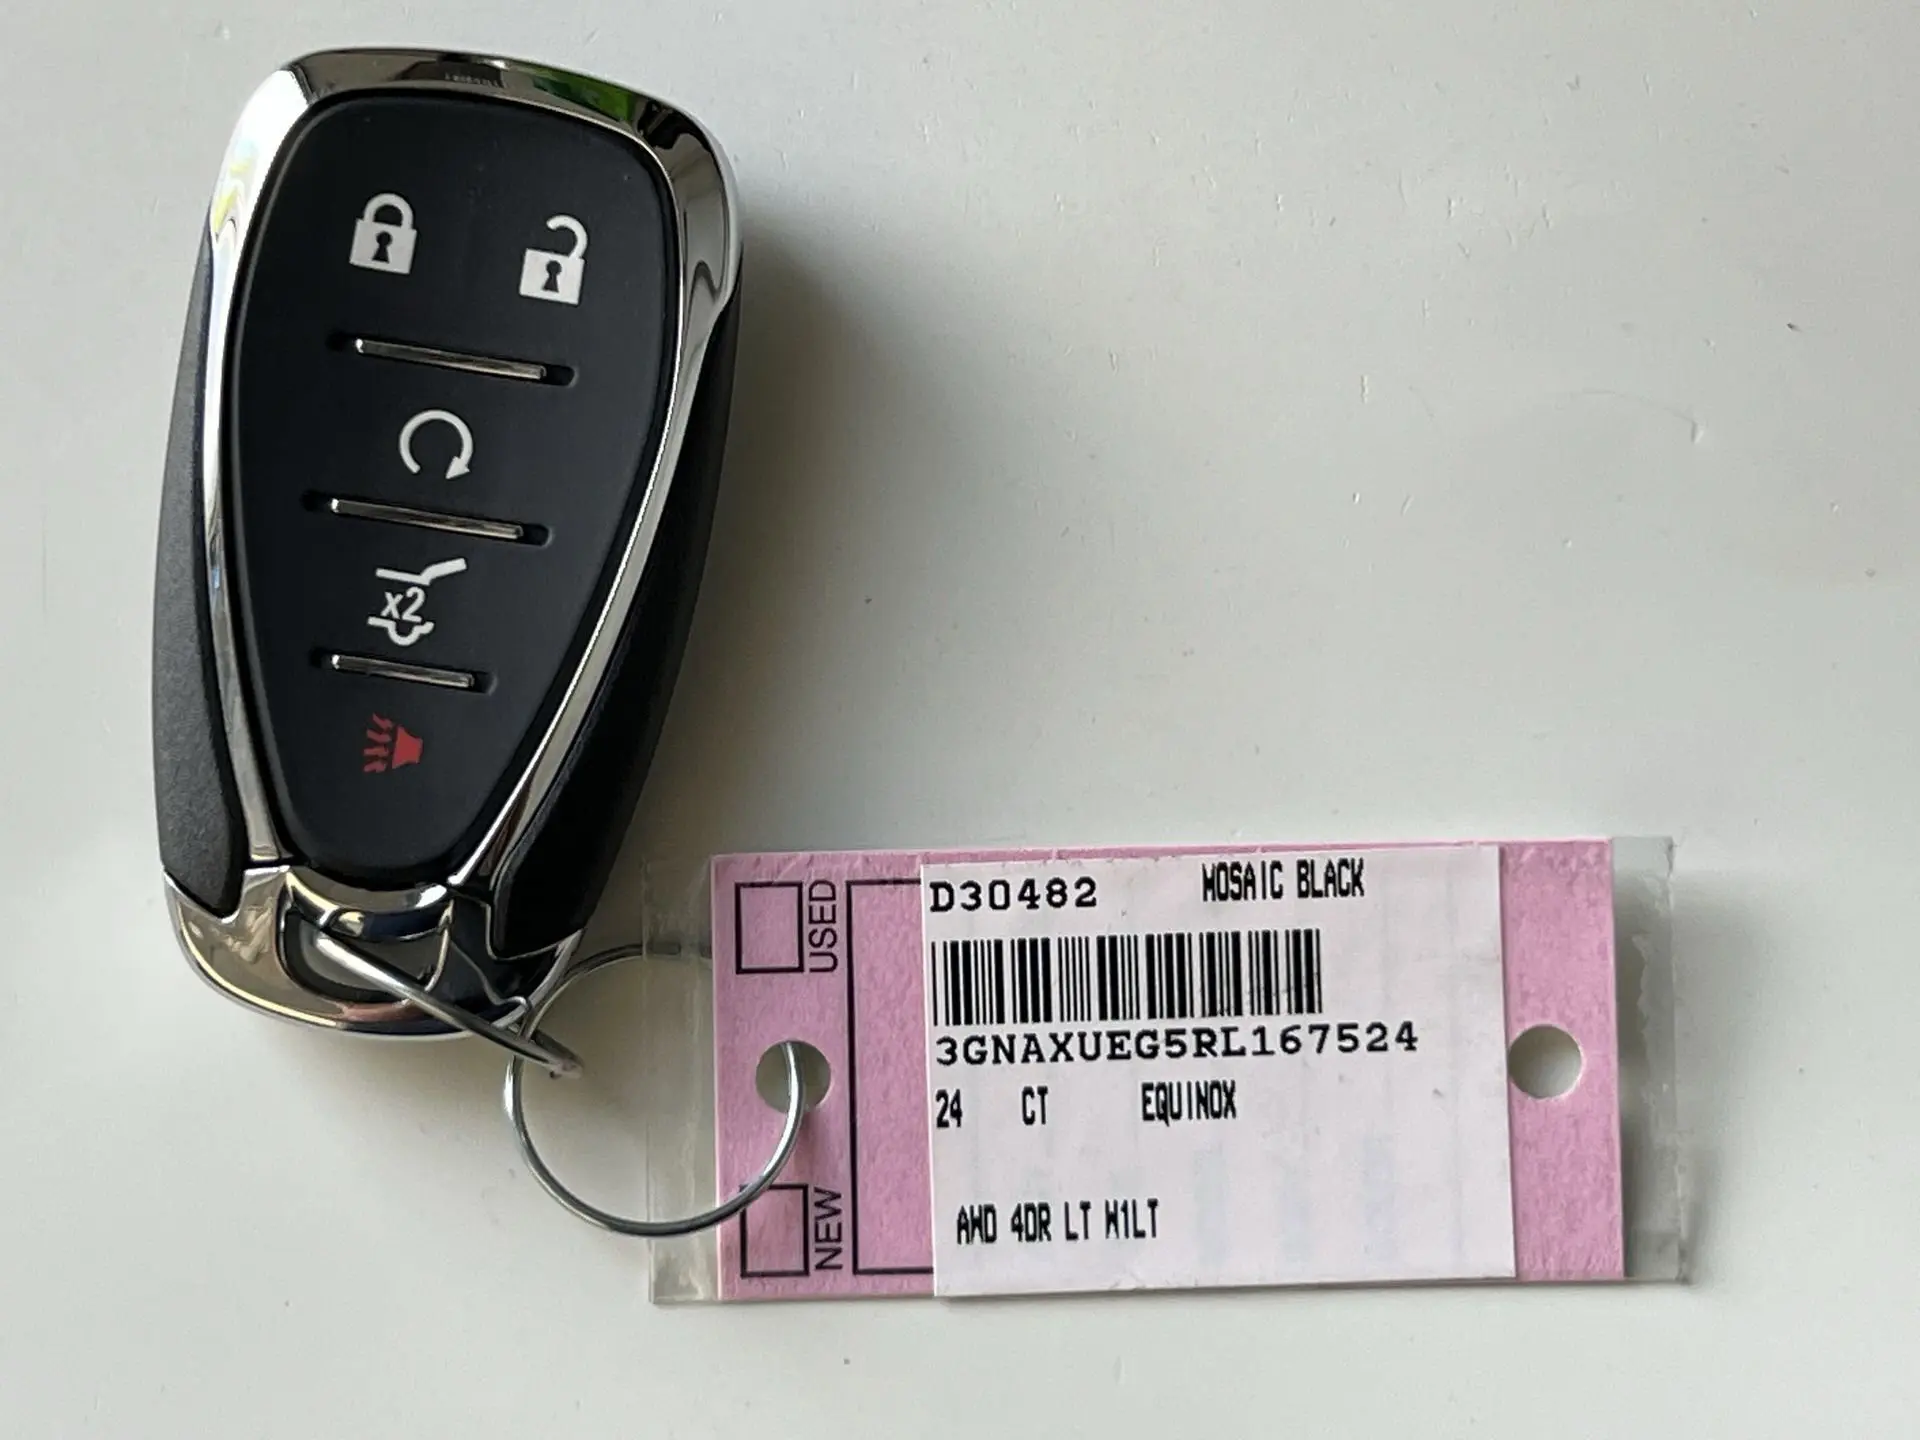 x2
USED
NEW
D30482 MOSAIC BLACK
3GNAXUEG5RL167524
24 CT EQUINOX
AWD 4DR LT W1LT